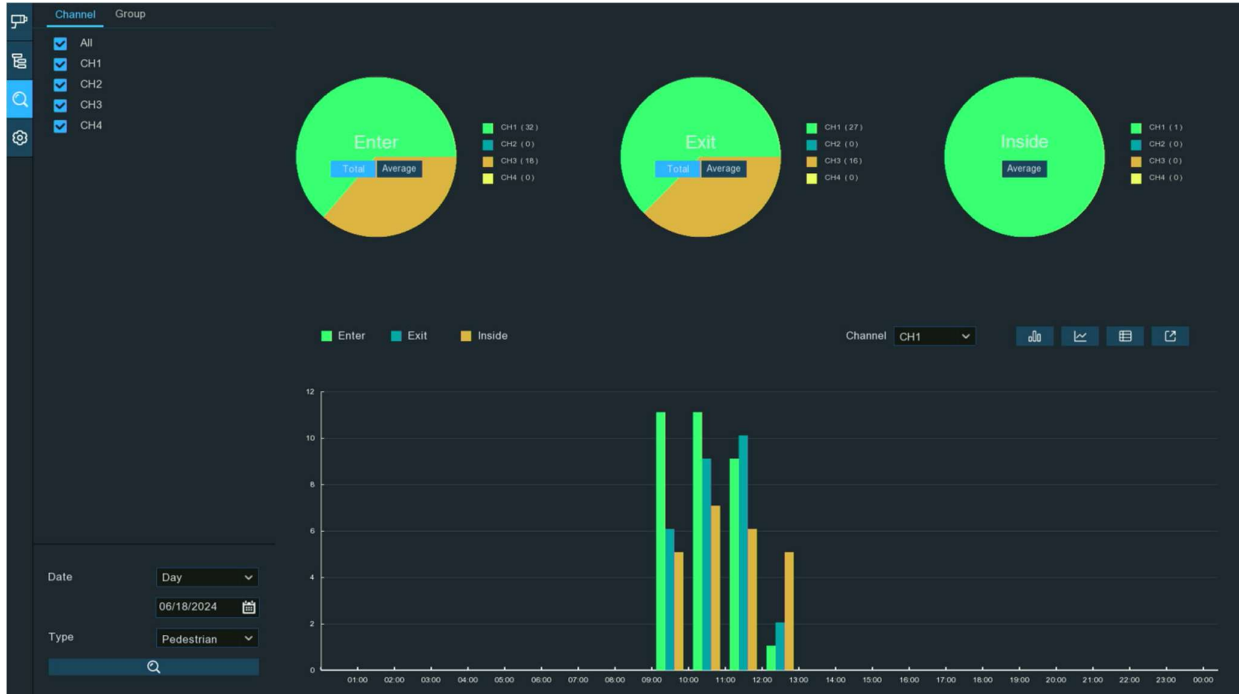 Channel Group
All
CH1
CH2
CH3
CH4
Enter
Total Average
CH1 ( 32 )
CH2 ( 0 )
CH3 ( 18 )
CH4 ( 0 )
Exit
Total Average
CH1 ( 27 )
CH2 ( 0 )
CH3 ( 16 )
CH4 ( 0 )
Inside
Average
CH1 ( 1 )
CH2 ( 0 )
CH3 ( 0 )
CH4 ( 0 )
Enter Exit Inside
Channel CH1
12
10
8
6
4
2
0
01:00 02:00 03:00 04:00 05:00 06:00 07:00 08:00 09:00 10:00 11:00 12:00 13:00 14:00 15:00 16:00 17:00 18:00 19:00 20:00 21:00 22:00 23:00 00:00
Date Day
06/18/2024
Type Pedestrian